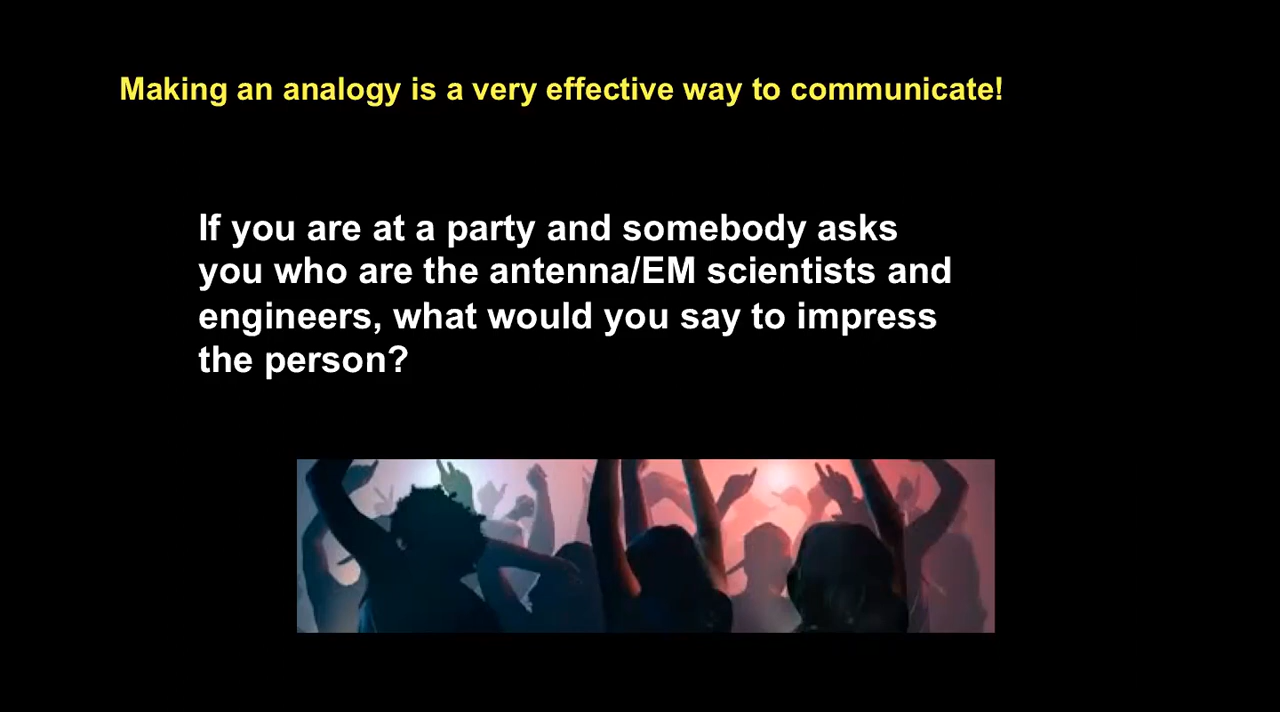 Making an analogy is a very effective way to communicate!
If you are at a party and somebody asks
you who are the antenna/EM scientists and
engineers, what would you say to impress
the person?